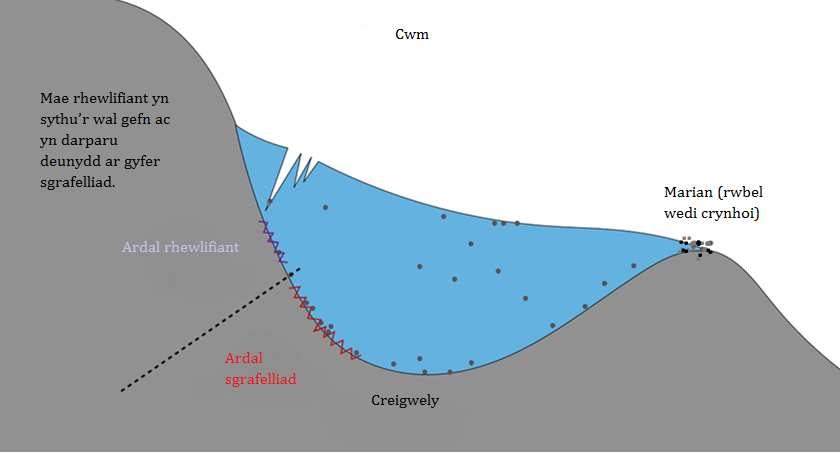 Cwm
Mae rhewlifiant yn
sythu’r wal gefn ac
yn darparu
deunydd ar gyfer
sgrafelliad.
Marian (rwbel
wedi crynhoi)
Ardal rhewlifiant
Ardal
sgrafelliad
Creigwely